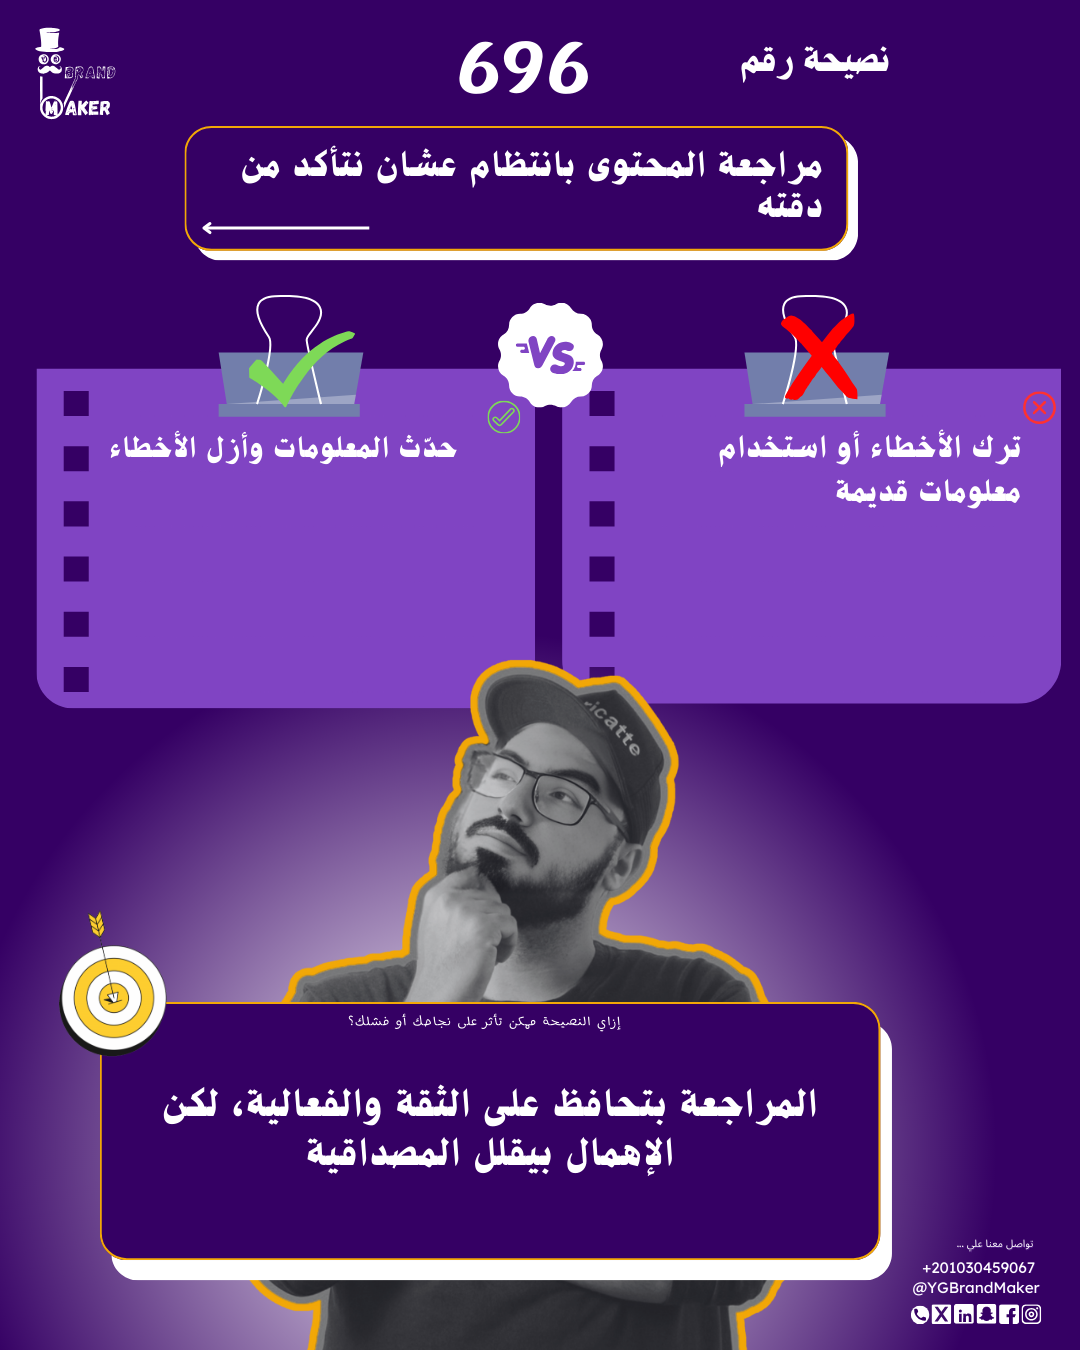 BRAND
MAKER
نصيحة رقم
696
مراجعة المحتوى بانتظام عشان نتأكد من
دقته
VS
ترك الأخطاء أو استخدام
معلومات قديمة
حدّث المعلومات وأزل الأخطاء
icatte
إزاي النصيحة ممكن تأثر على نجاحك أو فشلك؟
المراجعة بتحافظ على الثقة والفعالية، لكن
الإهمال بيقلل المصداقية
تواصل معنا علي ...
+201030459067
@YGBrandMaker